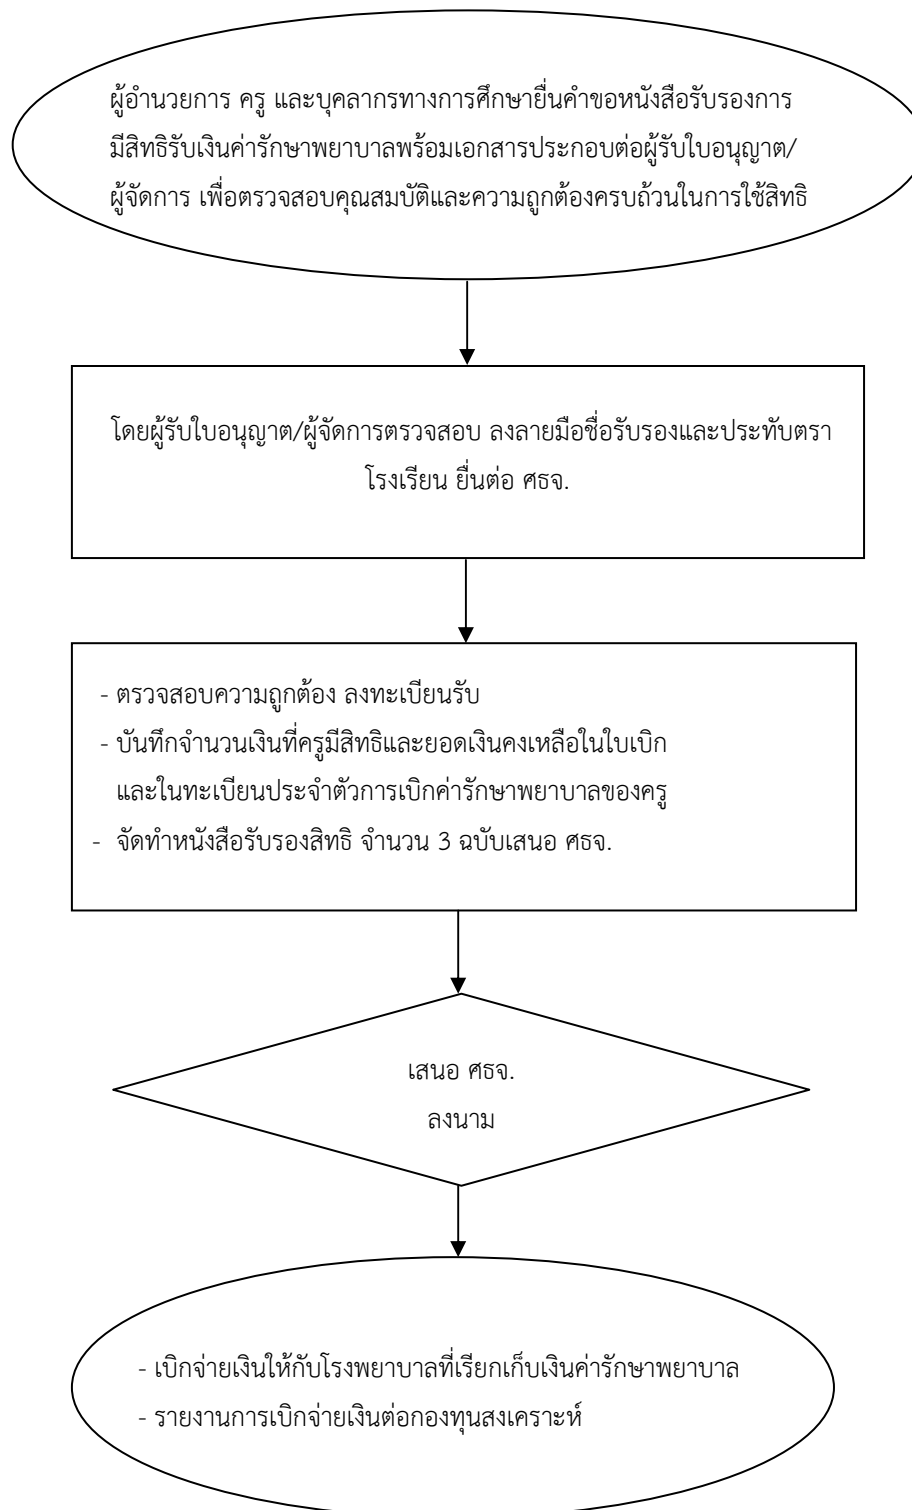 ผู้อำนวยการ ครู และบุคลากรทางการศึกษายื่นคำขอหนังสือรับรองการ
มีสิทธิรับเงินค่ารักษาพยาบาลพร้อมเอกสารประกอบต่อผู้รับใบอนุญาต/
ผู้จัดการ เพื่อตรวจสอบคุณสมบัติและความถูกต้องครบถ้วนในการใช้สิทธิ
โดยผู้รับใบอนุญาต/ผู้จัดการตรวจสอบ ลงลายมือชื่อรับรองและประทับตรา
โรงเรียน ยื่นต่อ ศธจ.
- ตรวจสอบความถูกต้อง ลงทะเบียนรับ
- บันทึกจำนวนเงินที่ครูมีสิทธิและยอดเงินคงเหลือในใบเบิก
และในทะเบียนประจำตัวการเบิกค่ารักษาพยาบาลของครู
- จัดทำหนังสือรับรองสิทธิ จำนวน 3 ฉบับเสนอ ศธจ.
เสนอ ศธจ.
ลงนาม
- เบิกจ่ายเงินให้กับโรงพยาบาลที่เรียกเก็บเงินค่ารักษาพยาบาล
- รายงานการเบิกจ่ายเงินต่อกองทุนสงเคราะห์